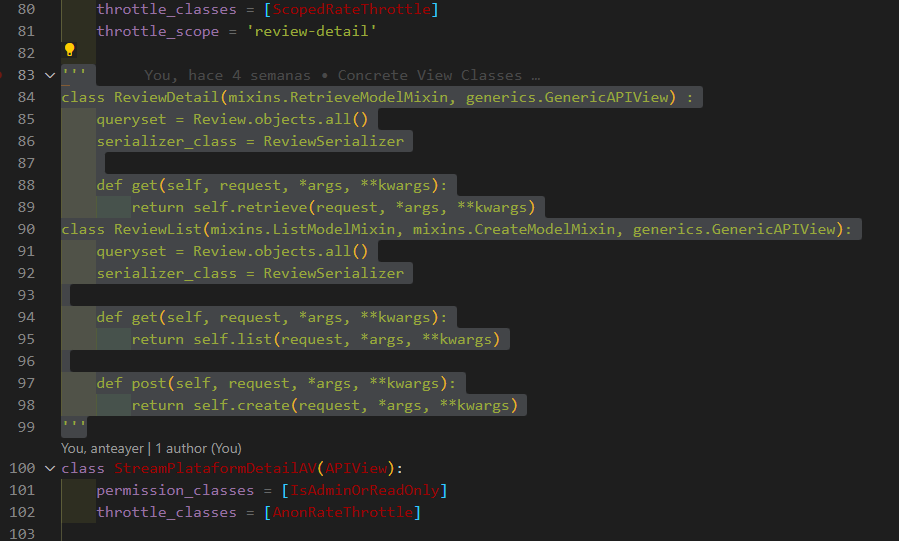 80 throttle_classes = [ScopedRateThrottle]
81 throttle_scope = 'review-detail'
82
83 ''' You, hace 4 semanas • Concrete View Classes …
84 class ReviewDetail(mixins.RetrieveModelMixin, generics.GenericAPIView) :
85 queryset = Review.objects.all()
86 serializer_class = ReviewSerializer
87
88 def get(self, request, *args, **kwargs):
89 return self.retrieve(request, *args, **kwargs)
90 class ReviewList(mixins.ListModelMixin, mixins.CreateModelMixin, generics.GenericAPIView):
91 queryset = Review.objects.all()
92 serializer_class = ReviewSerializer
93
94 def get(self, request, *args, **kwargs):
95 return self.list(request, *args, **kwargs)
96
97 def post(self, request, *args, **kwargs):
98 return self.create(request, *args, **kwargs)
99 '''
You, anteayer | 1 author (You)
100 class StreamPlataformDetailAV(APIView):
101 permission_classes = [IsAdminOrReadOnly]
102 throttle_classes = [AnonRateThrottle]
103